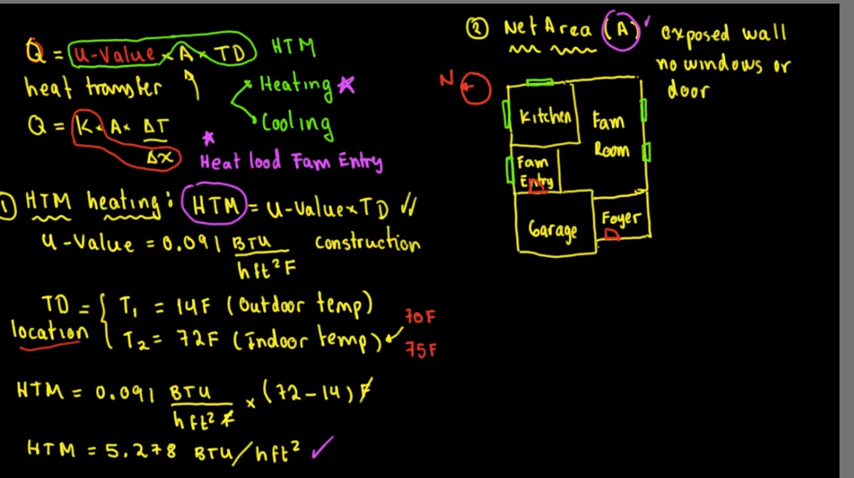 Q = U-Value × A × TD HTM
heat transfer
Heating
Cooling
Q = K × A × ΔT
ΔX
Heat Load Fam Entry
① HTM heating: HTM = U-Value × TD
U-Value = 0.091 BTU construction
hft²F
TD = T₁ = 14F (Outdoor temp)
location T₂ = 72F (Indoor temp)
70F
75F
HTM = 0.091 BTU × (72-14) F
hft² F
HTM = 5.278 BTU/hft²
② Net Area (A) exposed wall
no windows or
door
N
Kitchen
Fam
Room
Fam
Entry
Garage
Foyer